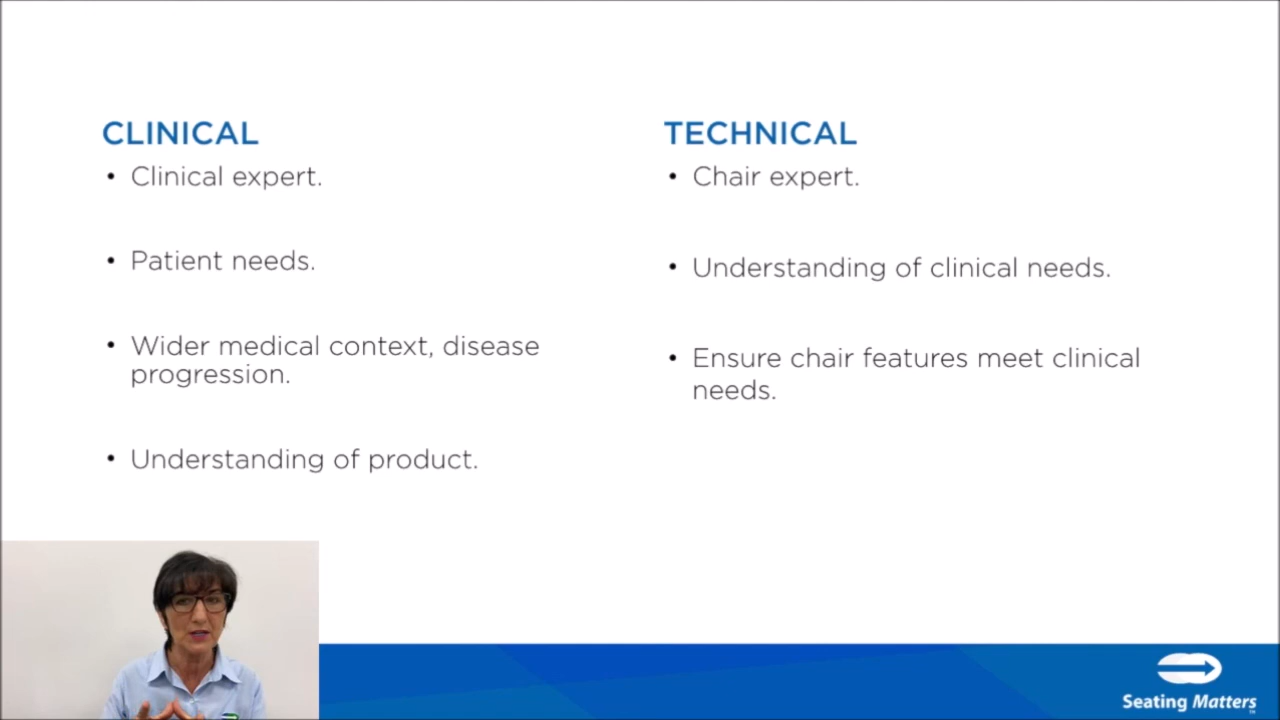 CLINICAL
• Clinical expert.
• Patient needs.
• Wider medical context, disease
progression.
• Understanding of product.
TECHNICAL
• Chair expert.
• Understanding of clinical needs.
• Ensure chair features meet clinical
needs.
Seating Matters™